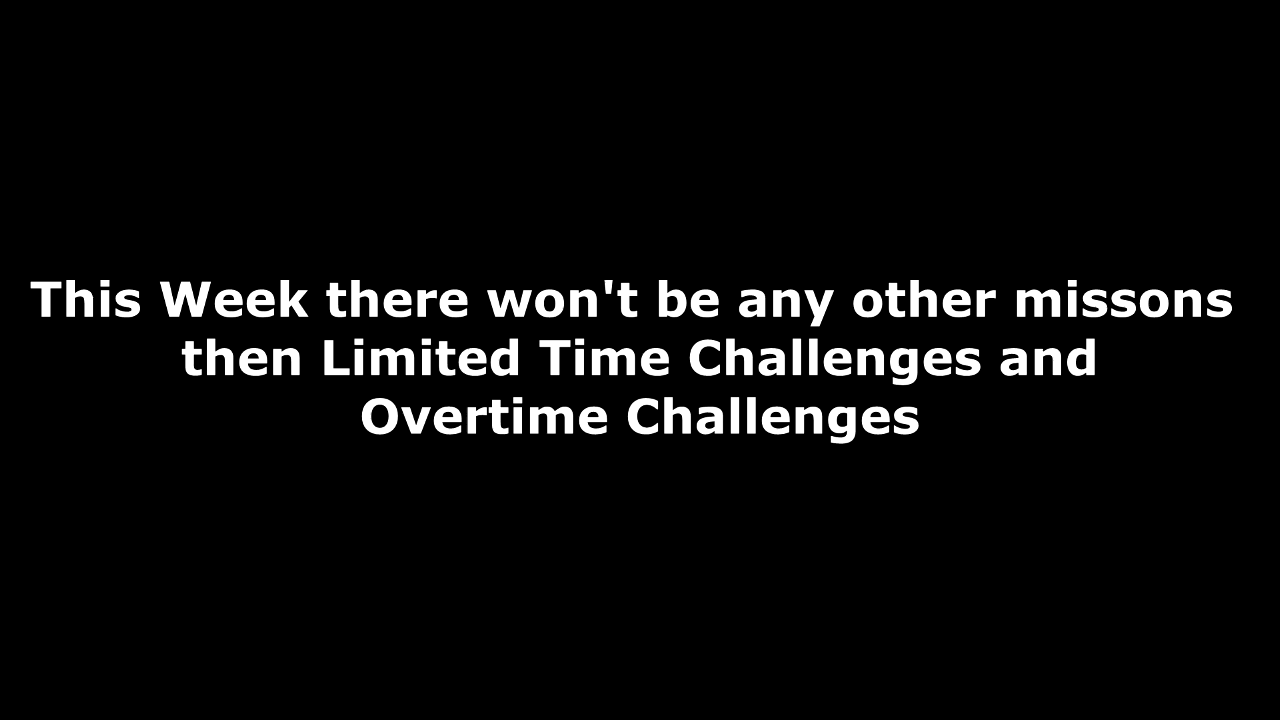 This Week there won't be any other missons
then Limited Time Challenges and
Overtime Challenges